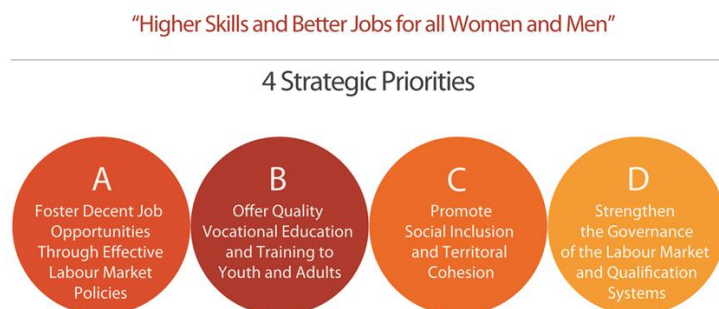 “Higher Skills and Better Jobs for all Women and Men”
4 Strategic Priorities
A
Foster Decent Job
Opportunities
Through Effective
Labour Market
Policies
B
Offer Quality
Vocational Education
and Training to
Youth and Adults
C
Promote
Social Inclusion
and Territoral
Cohesion
D
Strengthen
the Governance
of the Labour Market
and Qualification
Systems